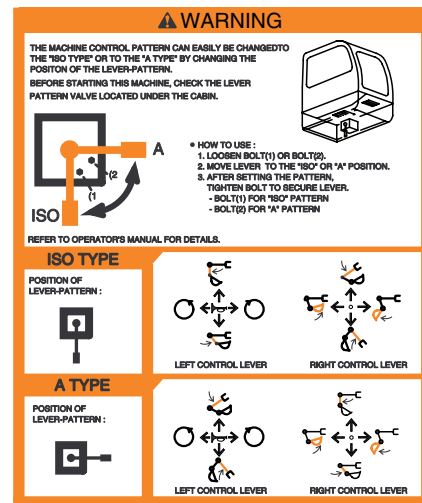 WARNING
THE MACHINE CONTROL PATTERN CAN EASILY BE CHANGEDTO
THE "ISO TYPE" OR TO THE "A TYPE" BY CHANGING THE
POSITON OF THE LEVER-PATTERN.
BEFORE STARTING THIS MACHINE, CHECK THE LEVER
PATTERN VALVE LOCATED UNDER THE CABIN.
A
(2
(1
ISO
• HOW TO USE :
1. LOOSEN BOLT(1) OR BOLT(2).
2. MOVE LEVER TO THE "ISO" OR "A" POSITION.
3. AFTER SETTING THE PATTERN,
TIGHTEN BOLT TO SECURE LEVER.
- BOLT(1) FOR "ISO" PATTERN
- BOLT(2) FOR "A" PATTERN
REFER TO OPERATOR'S MANUAL FOR DETAILS.
ISO TYPE
POSITION OF
LEVER-PATTERN :
LEFT CONTROL LEVER
RIGHT CONTROL LEVER
A TYPE
POSITION OF
LEVER-PATTERN :
LEFT CONTROL LEVER
RIGHT CONTROL LEVER